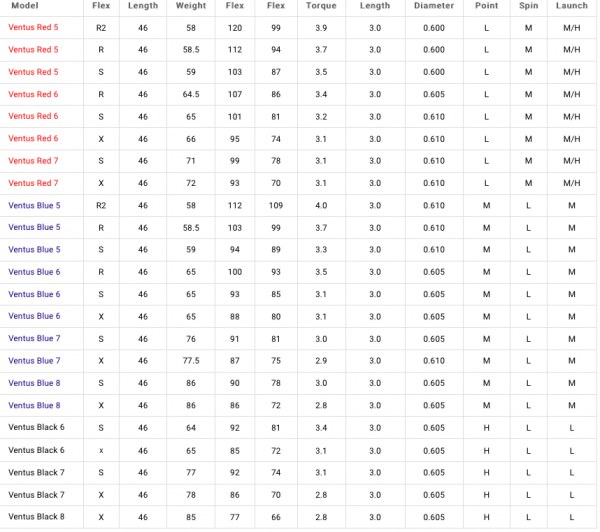 Model Flex Length Weight Flex Flex Torque Length Diameter Point Spin Launch
Ventus Red 5 R2 46 58 120 99 3.9 3.0 0.600 L M M/H
Ventus Red 5 R 46 58.5 112 94 3.7 3.0 0.600 L M M/H
Ventus Red 5 S 46 59 103 87 3.5 3.0 0.600 L M M/H
Ventus Red 6 R 46 64.5 107 86 3.4 3.0 0.605 L M M/H
Ventus Red 6 S 46 65 101 81 3.2 3.0 0.610 L M M/H
Ventus Red 6 X 46 66 95 74 3.1 3.0 0.610 L M M/H
Ventus Red 7 S 46 71 99 78 3.1 3.0 0.610 L M M/H
Ventus Red 7 X 46 72 93 70 3.1 3.0 0.610 L M M/H
Ventus Blue 5 R2 46 58 112 109 4.0 3.0 0.610 M L M
Ventus Blue 5 R 46 58.5 103 99 3.7 3.0 0.610 M L M
Ventus Blue 5 S 46 59 94 89 3.3 3.0 0.610 M L M
Ventus Blue 6 R 46 65 100 93 3.5 3.0 0.605 M L M
Ventus Blue 6 S 46 65 93 85 3.1 3.0 0.605 M L M
Ventus Blue 6 X 46 65 88 80 3.1 3.0 0.605 M L M
Ventus Blue 7 S 46 76 91 81 3.0 3.0 0.605 M L M
Ventus Blue 7 X 46 77.5 87 75 2.9 3.0 0.610 M L M
Ventus Blue 8 S 46 86 90 78 3.0 3.0 0.605 M L M
Ventus Blue 8 X 46 86 86 72 2.8 3.0 0.605 M L M
Ventus Black 6 S 46 64 92 81 3.4 3.0 0.605 H L L
Ventus Black 6 x 46 65 85 72 3.1 3.0 0.605 H L L
Ventus Black 7 S 46 77 92 74 3.1 3.0 0.605 H L L
Ventus Black 7 X 46 78 86 70 2.8 3.0 0.605 H L L
Ventus Black 8 X 46 85 77 66 2.8 3.0 0.605 H L L